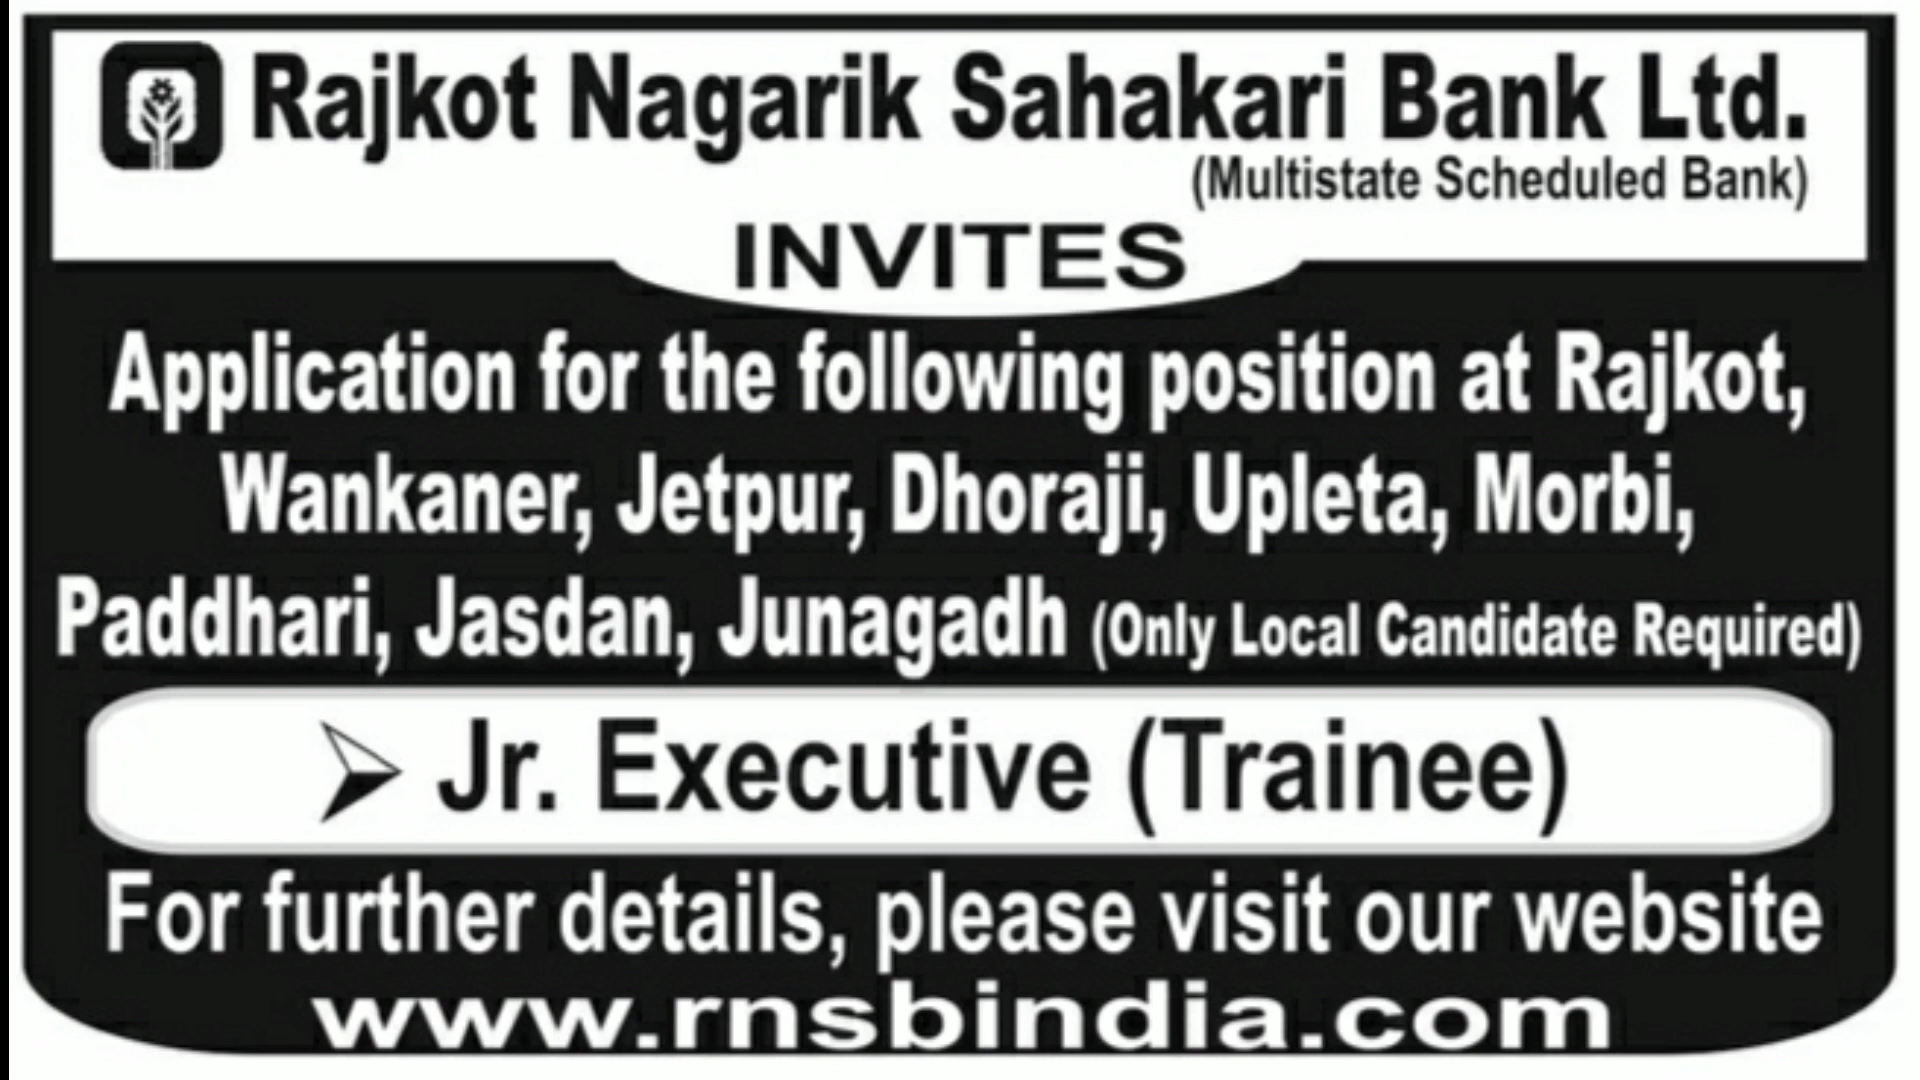 Rajkot Nagarik Sahakari Bank Ltd.
(Multistate Scheduled Bank)
INVITES
Application for the following position at Rajkot,
Wankaner, Jetpur, Dhoraji, Upleta, Morbi,
Paddhari, Jasdan, Junagadh (Only Local Candidate Required)
➢ Jr. Executive (Trainee)
For further details, please visit our website
www.rnsbindia.com